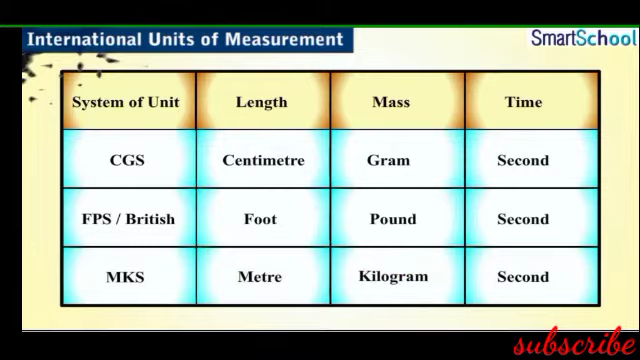 International Units of Measurement
SmartSchool
System of Unit Length Mass Time
CGS Centimetre Gram Second
FPS / British Foot Pound Second
MKS Metre Kilogram Second
subscribe